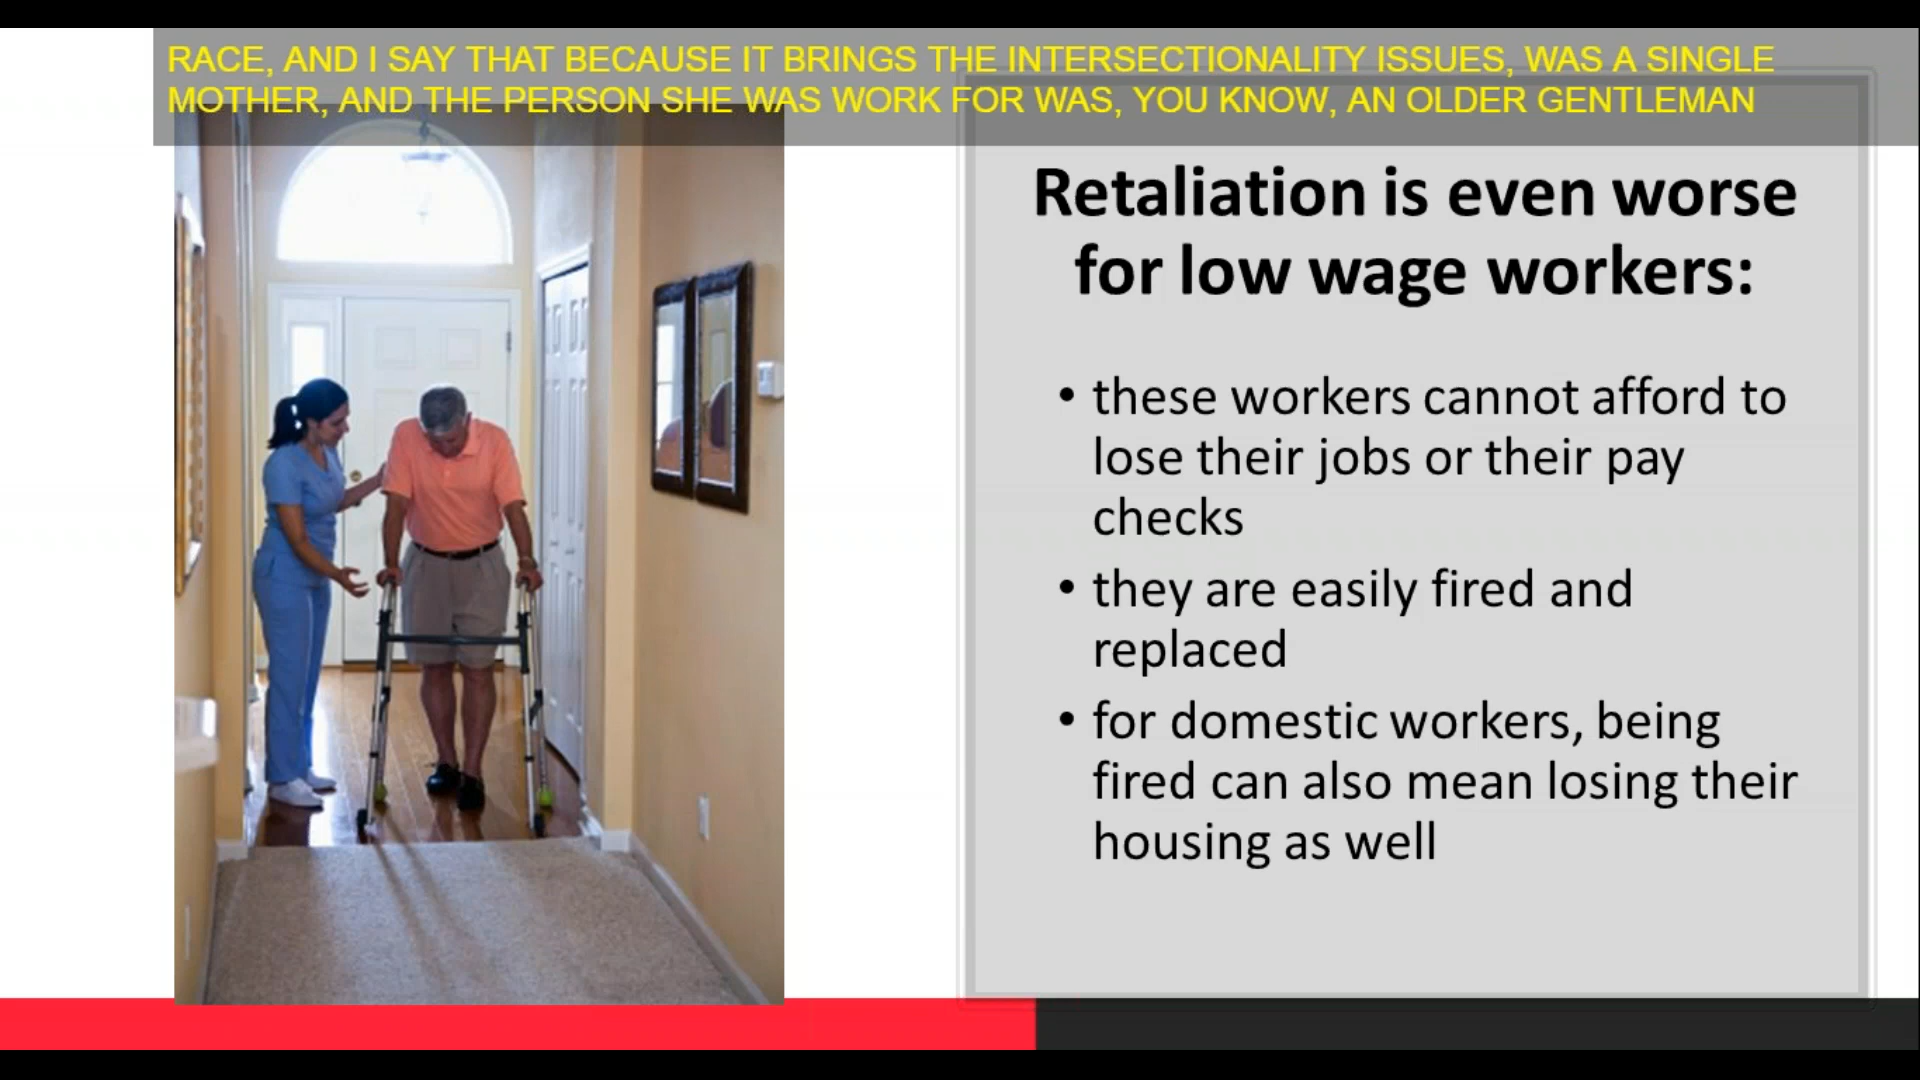 RACE, AND I SAY THAT BECAUSE IT BRINGS THE INTERSECTIONALITY ISSUES, WAS A SINGLE
MOTHER, AND THE PERSON SHE WAS WORK FOR WAS, YOU KNOW, AN OLDER GENTLEMAN
Retaliation is even worse
for low wage workers:
• these workers cannot afford to
lose their jobs or their pay
checks
• they are easily fired and
replaced
• for domestic workers, being
fired can also mean losing their
housing as well